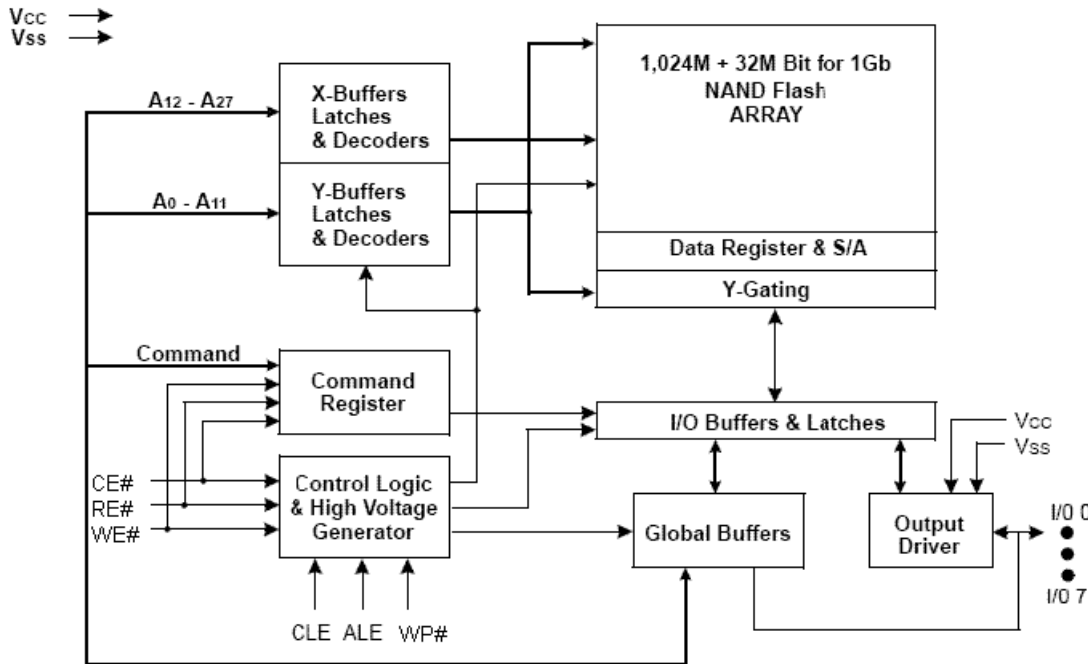 Vcc
Vss
A12 - A27
X-Buffers
Latches
& Decoders
A0 - A11
Y-Buffers
Latches
& Decoders
1,024M + 32M Bit for 1Gb
NAND Flash
ARRAY
Data Register & S/A
Y-Gating
Command
Command
Register
I/O Buffers & Latches
Vcc
Vss
CE#
RE#
WE#
Control Logic
& High Voltage
Generator
Global Buffers
Output
Driver
I/0 0
I/0 7
CLE
ALE
WP#